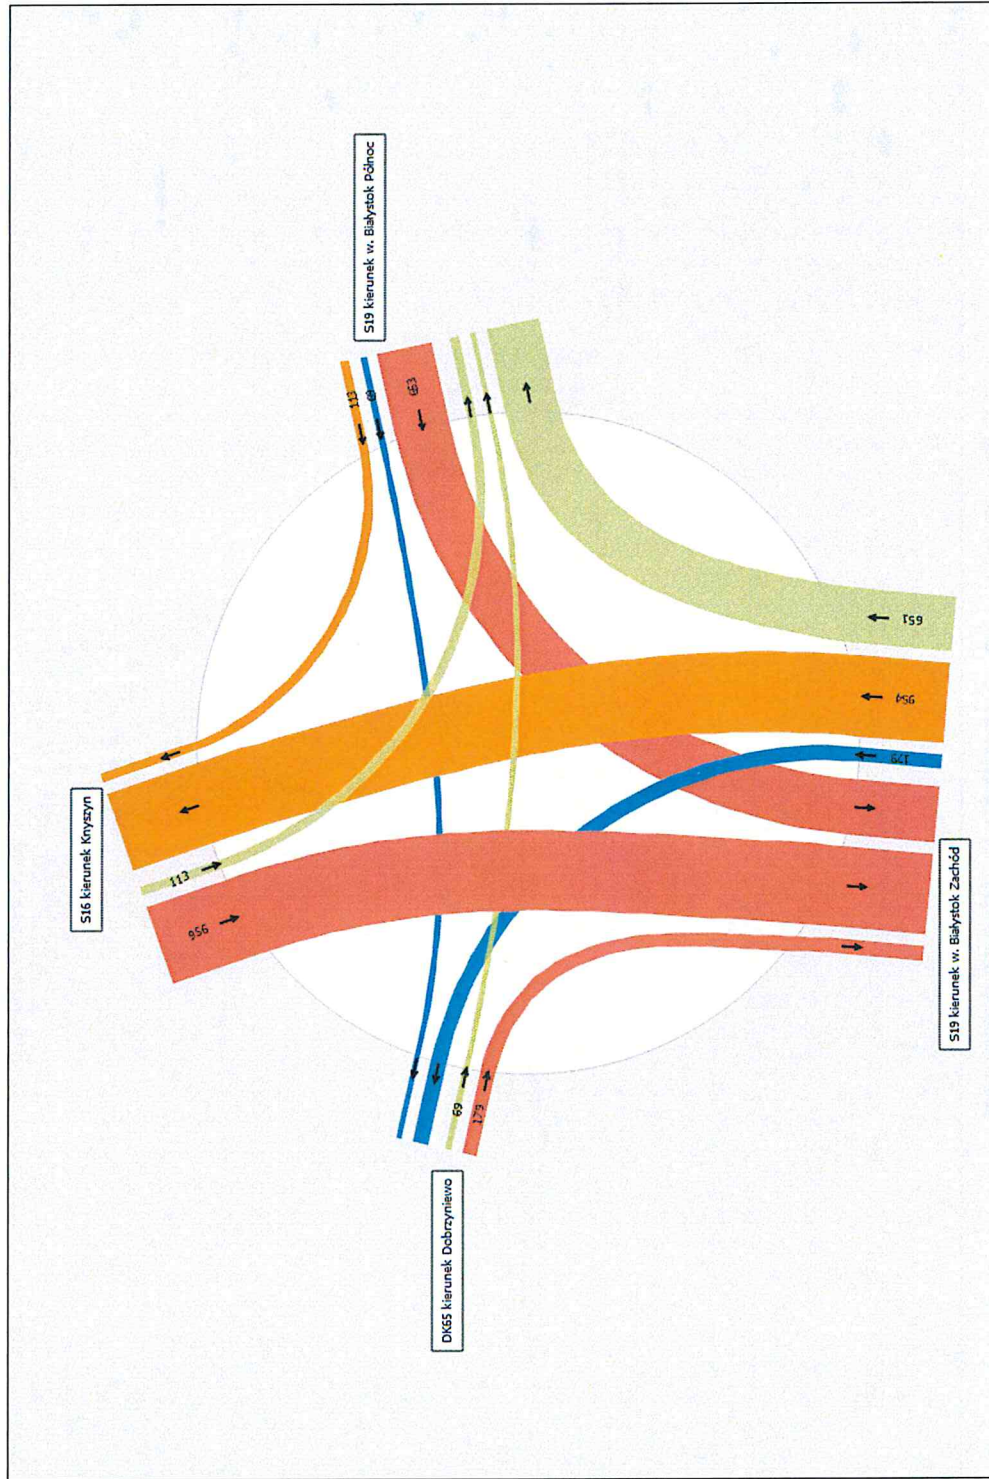 S19 kierunek w. Białystok Północ
113
69
663
S16 kierunek Knyszyn
113
956
651
954
179
S19 kierunek w. Białystok Zachód
69
179
DK65 kierunek Dobrzyniewo